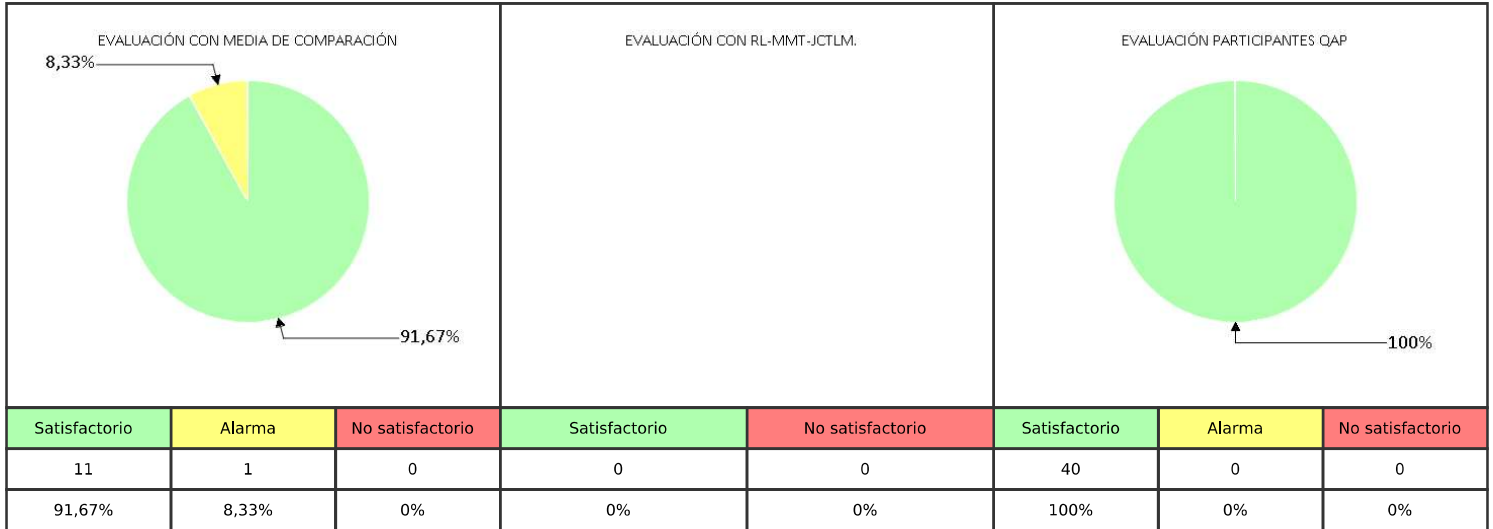 EVALUACIÓN CON MEDIA DE COMPARACIÓN
8,33%
91,67%
EVALUACIÓN CON RL-MMT-JCTLM.
EVALUACIÓN PARTICIPANTES QAP
100%
Satisfactorio Alarma No satisfactorio Satisfactorio No satisfactorio Satisfactorio Alarma No satisfactorio
11 1 0 0 0 40 0 0
91,67% 8,33% 0% 0% 0% 100% 0% 0%